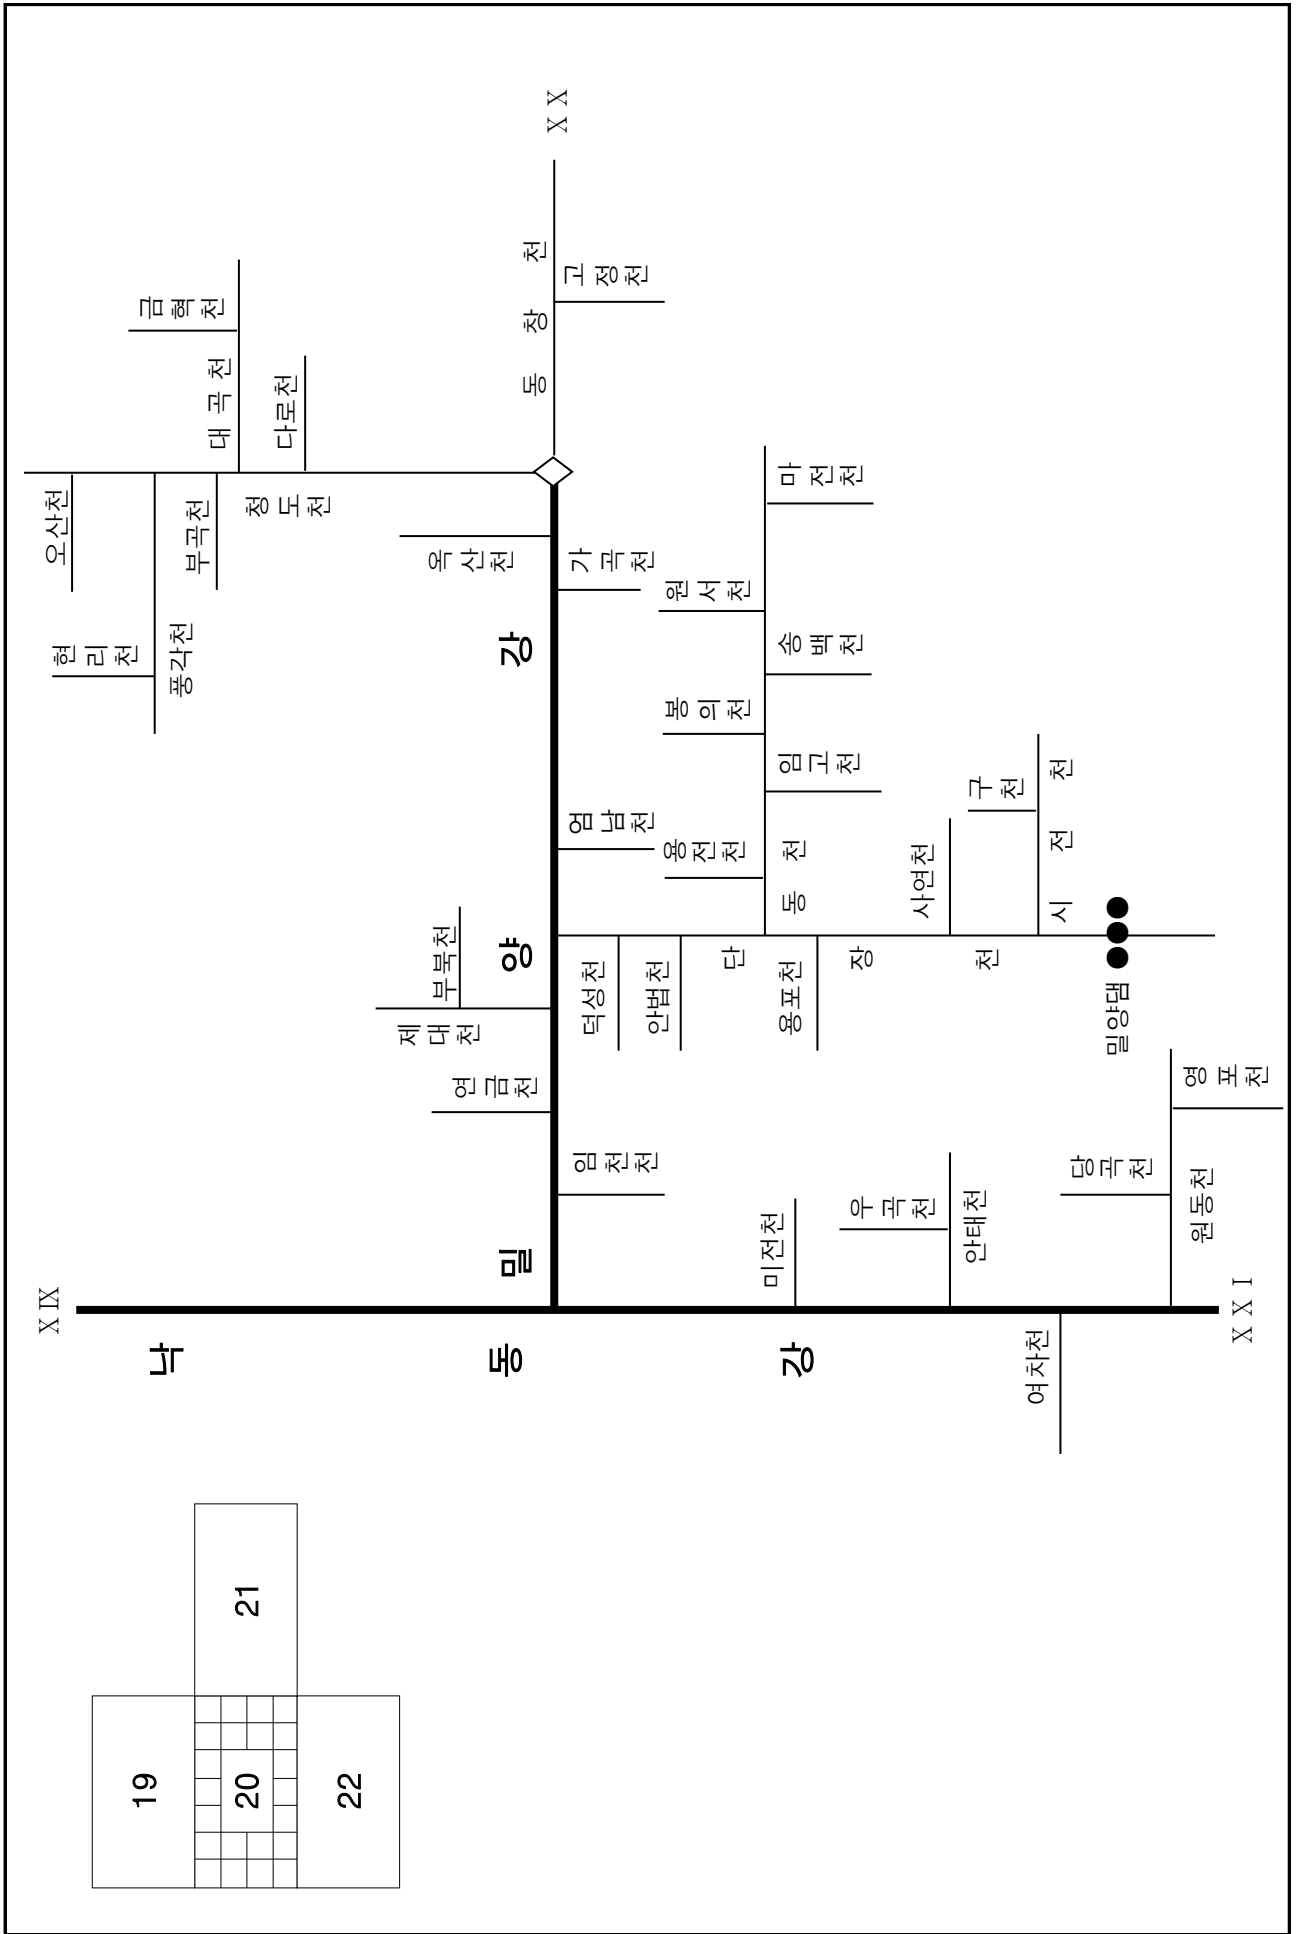 19
20
21
22
X IX
낙 동 강
밀 양 강
X X
X X I
오산천
현리천
풍각천
부곡천
청도천
금혁천
대곡천
다로천
옥산천
동 창 천
고정천
가곡천
부북천
제대천
연금천
엄남천
임천천
덕성천
안법천
단 장 천
용포천
용전천
봉의천
원서천
동 천
임고천
송백천
마전천
사연천
구천
시 전 천
밀양댐
미전천
우곡천
안태천
여차천
당곡천
원동천
영포천